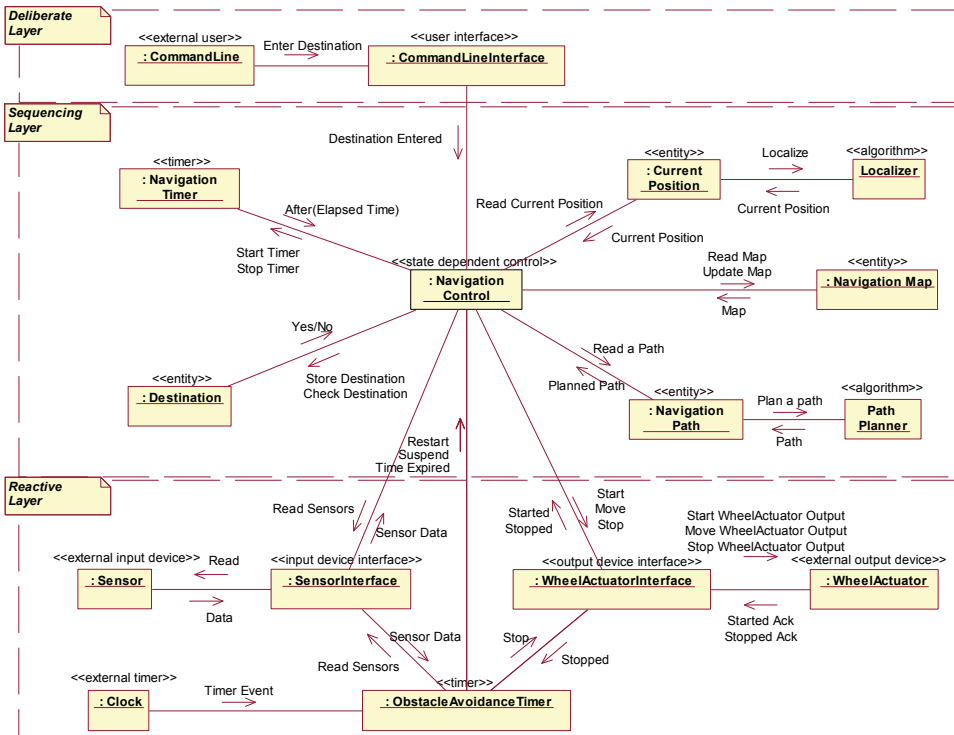 Deliberate
Layer
<<external user>>
: CommandLine
Enter Destination
<<user interface>>
: CommandLineInterface
Sequencing
Layer
Destination Entered
<<timer>>
: Navigation
Timer
After(Elapsed Time)
Start Timer
Stop Timer
<<entity>>
: Current
Position
Localize
<<algorithm>>
Localizer
Current Position
Read Current Position
Current Position
<<state dependent control>>
: Navigation
Control
Read Map
Update Map
Map
<<entity>>
: Navigation Map
Yes/No
Store Destination
Check Destination
<<entity>>
: Destination
Read a Path
Planned Path
<<entity>>
: Navigation
Path
Plan a path
Path
<<algorithm>>
Path
Planner
Restart
Suspend
Time Expired
Reactive
Layer
Read Sensors
Sensor Data
Started
Stopped
Start
Move
Stop
Start WheelActuator Output
Move WheelActuator Output
Stop WheelActuator Output
<<external input device>>
: Sensor
Read
Data
<<input device interface>>
: SensorInterface
<<output device interface>>
: WheelActuatorInterface
<<external output device>>
: WheelActuator
Started Ack
Stopped Ack
Sensor Data
Read Sensors
Stop
Stopped
<<external timer>>
: Clock
Timer Event
<<timer>>
: ObstacleAvoidanceTimer